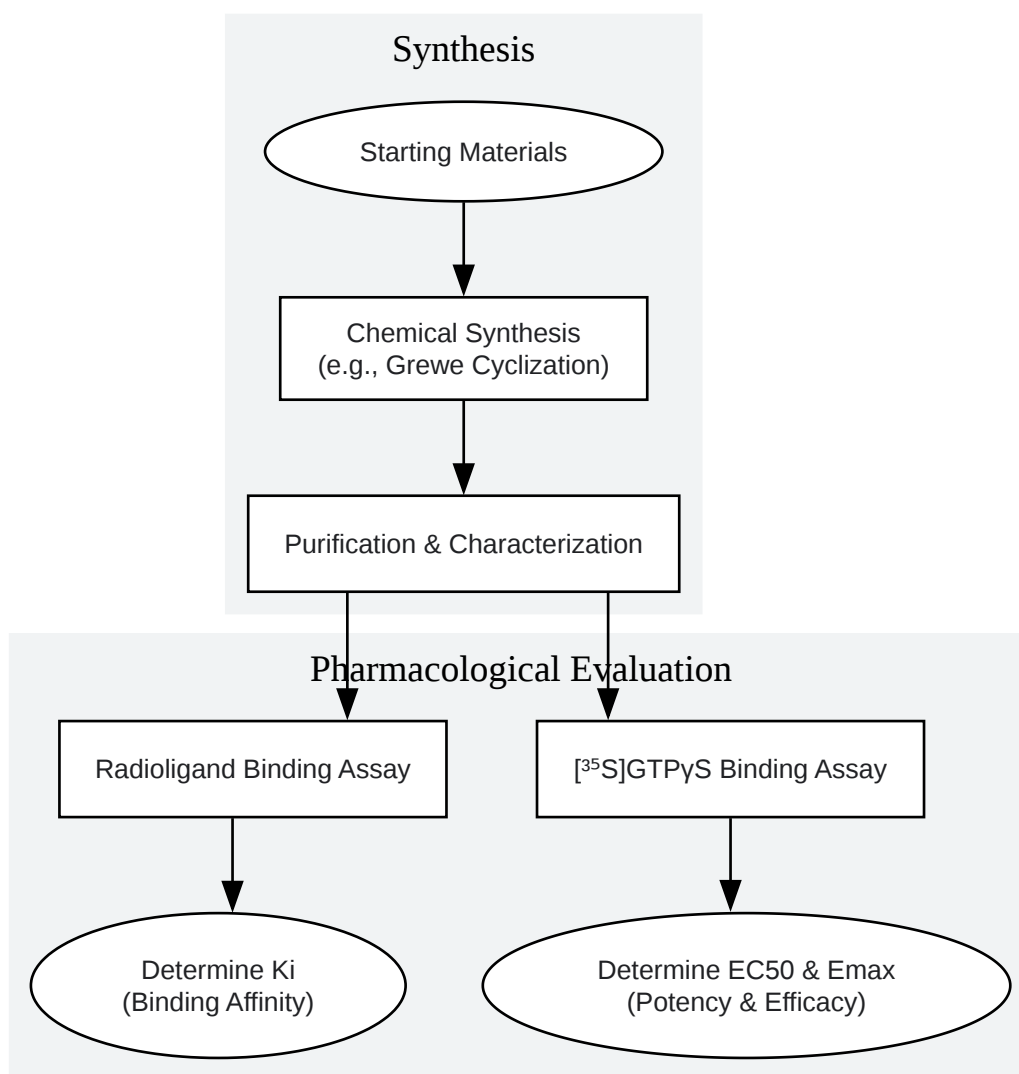 Synthesis
Starting Materials
Chemical Synthesis
(e.g., Grewe Cyclization)
Purification & Characterization
Pharmacological Evaluation
Radioligand Binding Assay
[³⁵S]GTPγS Binding Assay
Determine Ki
(Binding Affinity)
Determine EC50 & Emax
(Potency & Efficacy)